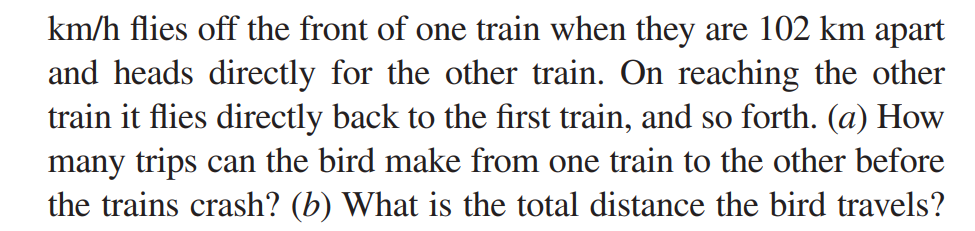 km/h flies off the front of one train when they are 102 km apart
and heads directly for the other train. On reaching the other
train it flies directly back to the first train, and so forth. (a) How
many trips can the bird make from one train to the other before
the trains crash? (b) What is the total distance the bird travels?